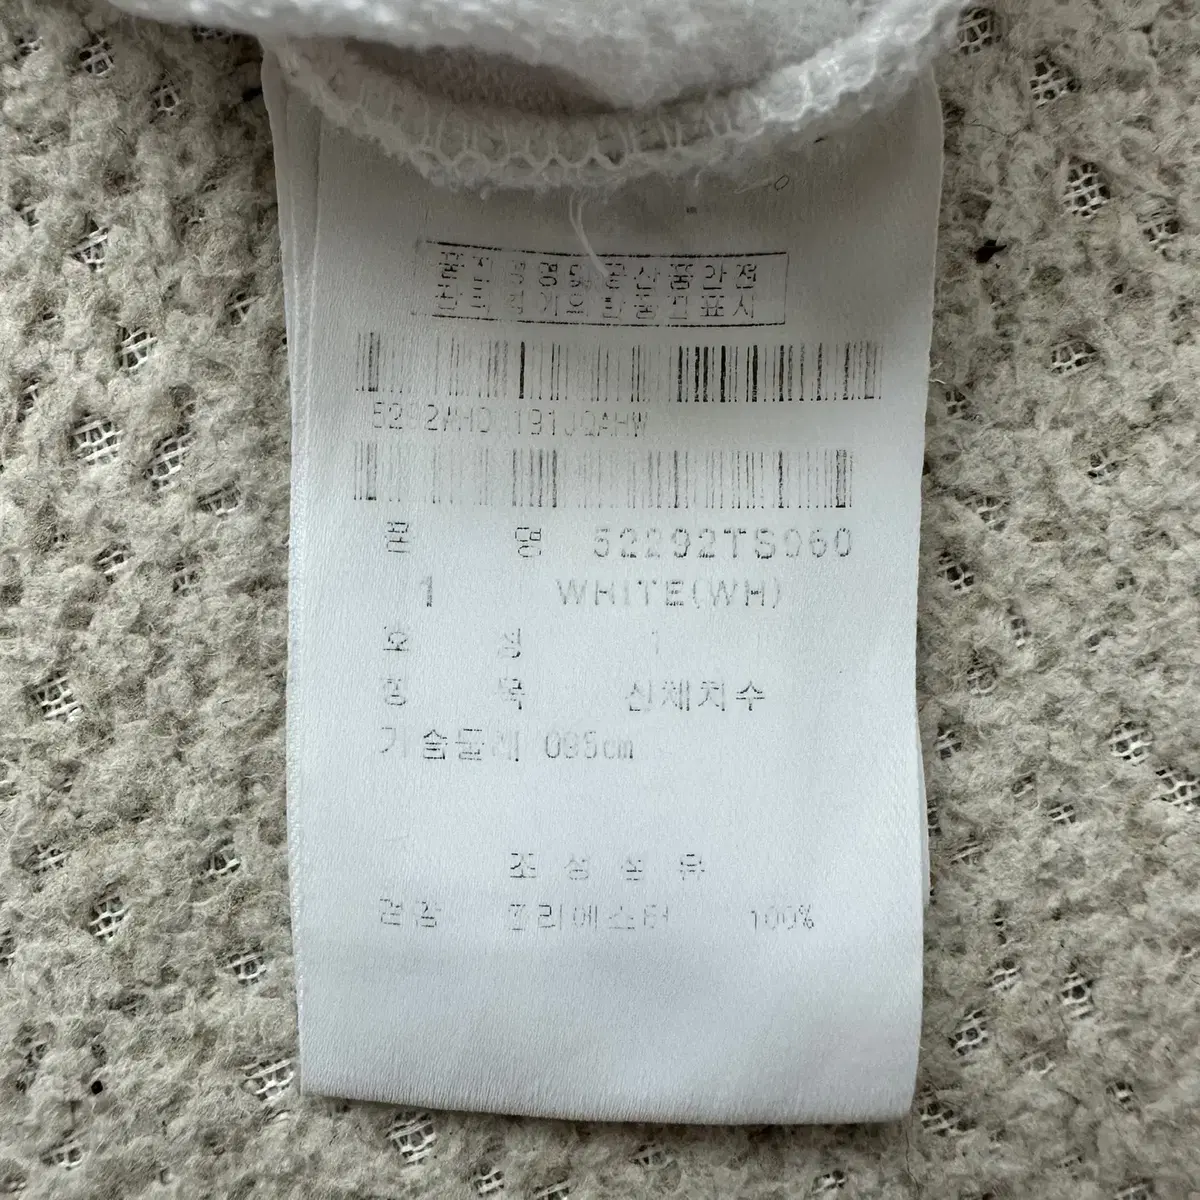 품질경영및공산품안전
관리법에의한품질표시
품 명 52292TS060
1 WHITE(WH)
호 칭 1
항 목 신체치수
가슴둘레 095cm
조성섬유
겉감 폴리에스터 100%